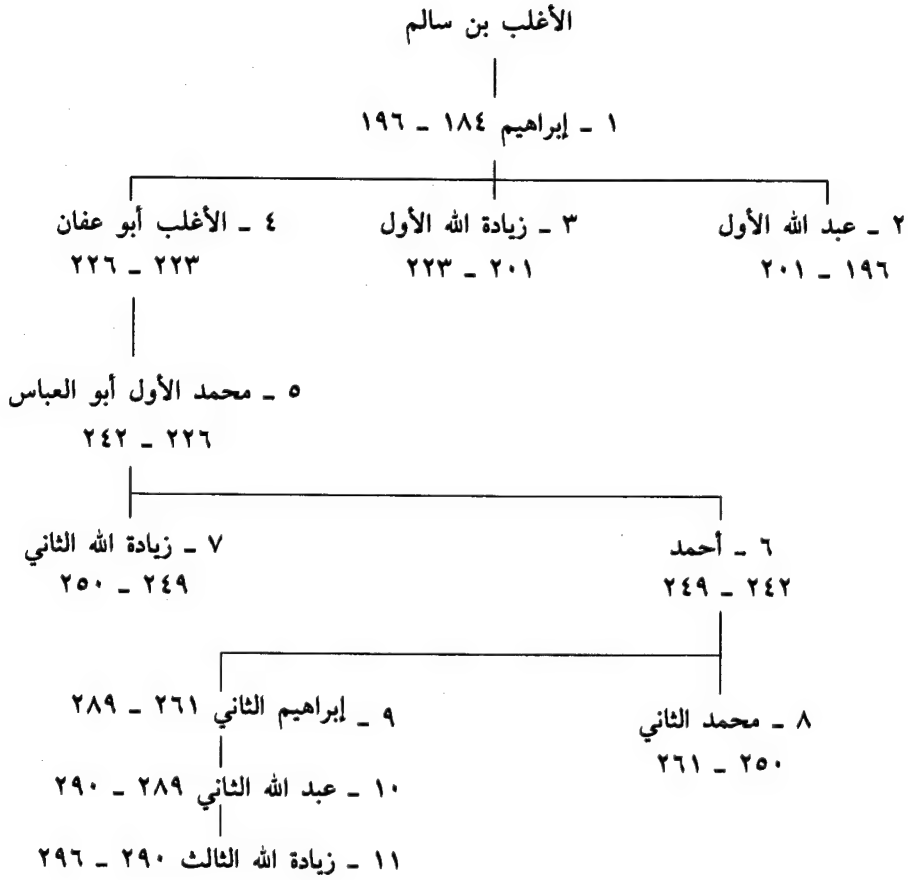 الأغلب بن سالم
١ - إبراهيم ١٨٤ - ١٩٦
٢ - عبد الله الأول
١٩٦ - ٢٠١
٣ - زيادة الله الأول
٢٠١ - ٢٢٣
٤ - الأغلب أبو عفان
٢٢٣ - ٢٢٦
٥ - محمد الأول أبو العباس
٢٢٦ - ٢٤٢
٦ - أحمد
٢٤٢ - ٢٤٩
٧ - زيادة الله الثاني
٢٤٩ - ٢٥٠
٨ - محمد الثاني
٢٥٠ - ٢٦١
٩ - إبراهيم الثاني ٢٦١ - ٢٨٩
١٠ - عبد الله الثاني ٢٨٩ - ٢٩٠
١١ - زيادة الله الثالث ٢٩٠ - ٢٩٦